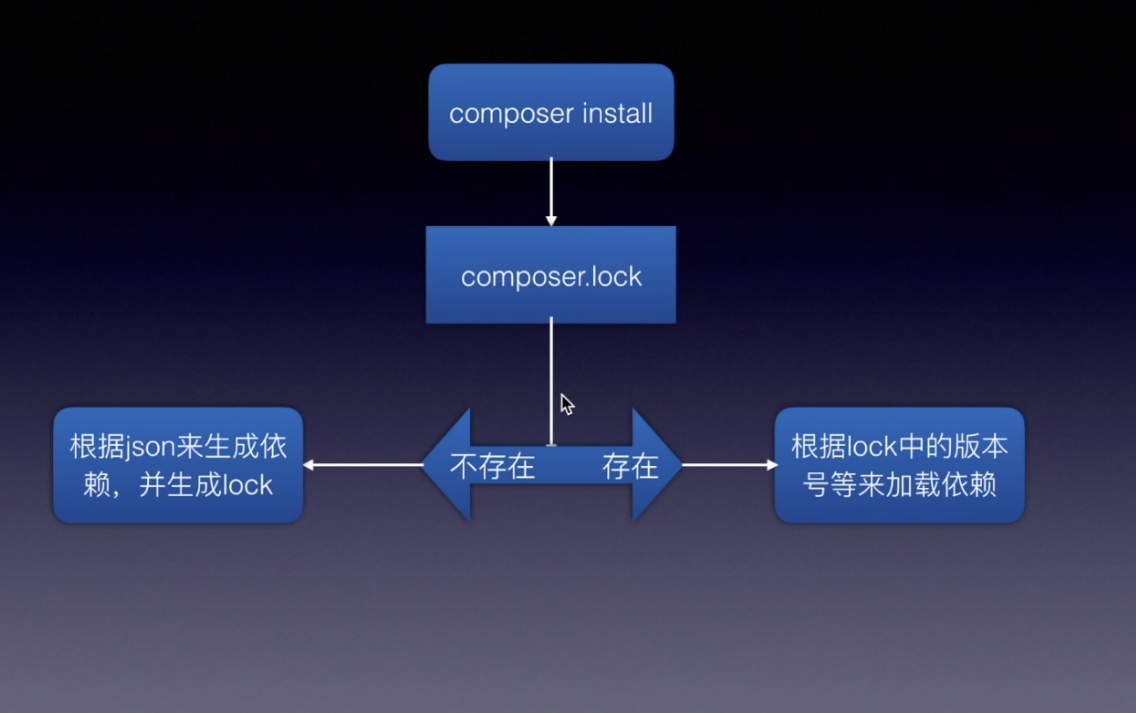 composer install
composer.lock
不存在
存在
根据json来生成依
赖，并生成lock
根据lock中的版本
号等来加载依赖